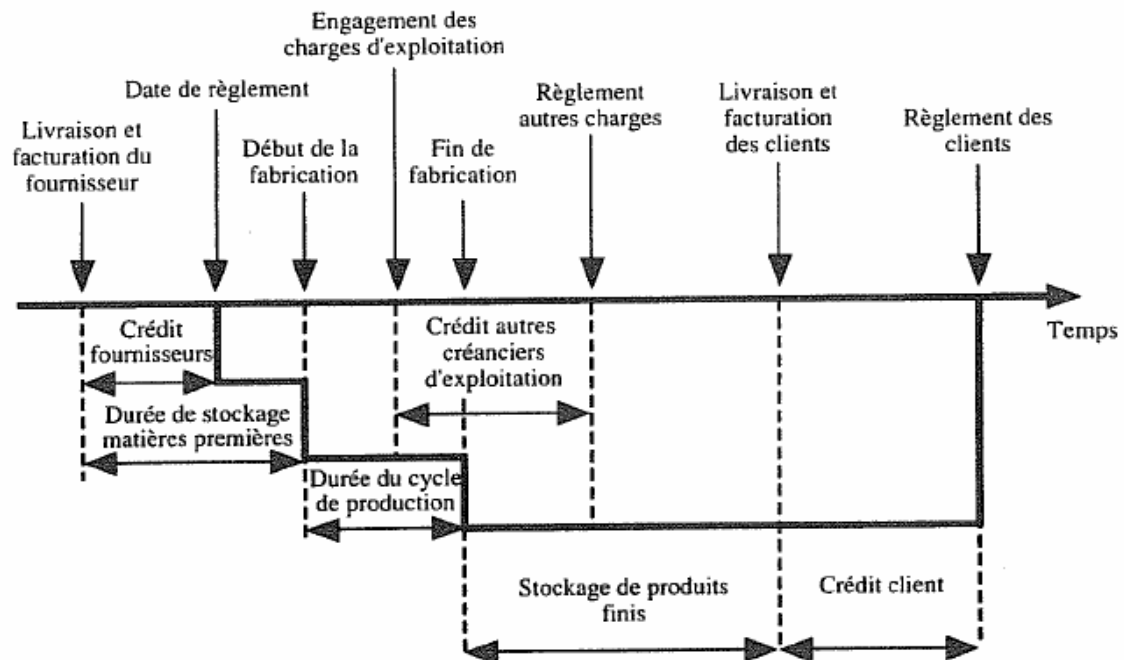 Engagement des
charges d'exploitation
Date de règlement
Règlement
autres charges
Livraison et
facturation
des clients
Règlement des
clients
Livraison et
facturation du
fournisseur
Début de la
fabrication
Fin de
fabrication
Temps
Crédit
fournisseurs
Crédit autres
créanciers
d'exploitation
Durée de stockage
matières premières
Durée du cycle
de production
Stockage de produits
finis
Crédit client